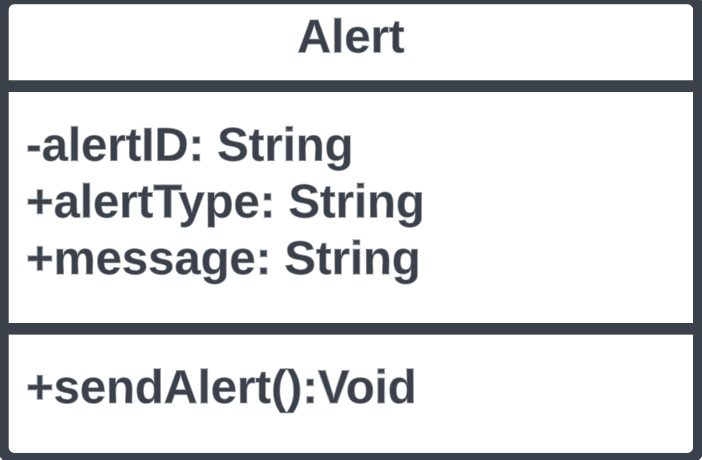 Alert
-alertID: String
+alertType: String
+message: String
+sendAlert():Void